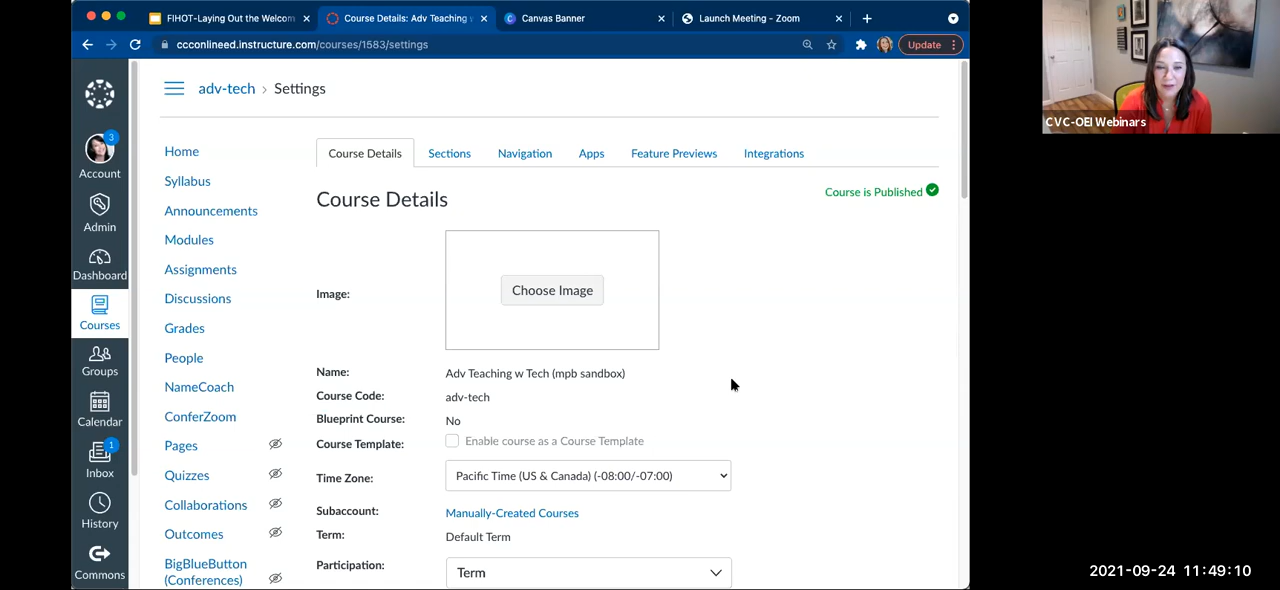 FIHOT-Laying Out the Welcom
Course Details: Adv Teaching
Canvas Banner
Launch Meeting - Zoom
ccconlineed.instructure.com/courses/1583/settings
Update
CVC-OEI Webinars
adv-tech › Settings
3
Account
Admin
Dashboard
Courses
Groups
Calendar
1
Inbox
History
Commons
Home
Syllabus
Announcements
Modules
Assignments
Discussions
Grades
People
NameCoach
ConferZoom
Pages
Quizzes
Collaborations
Outcomes
BigBlueButton
(Conferences)
Course Details
Sections
Navigation
Apps
Feature Previews
Integrations
Course Details
Course is Published
Image:
Choose Image
Name: Adv Teaching w Tech (mpb sandbox)
Course Code: adv-tech
Blueprint Course: No
Course Template: Enable course as a Course Template
Time Zone: Pacific Time (US & Canada) (-08:00/-07:00)
Subaccount: Manually-Created Courses
Term: Default Term
Participation: Term
2021-09-24 11:49:10